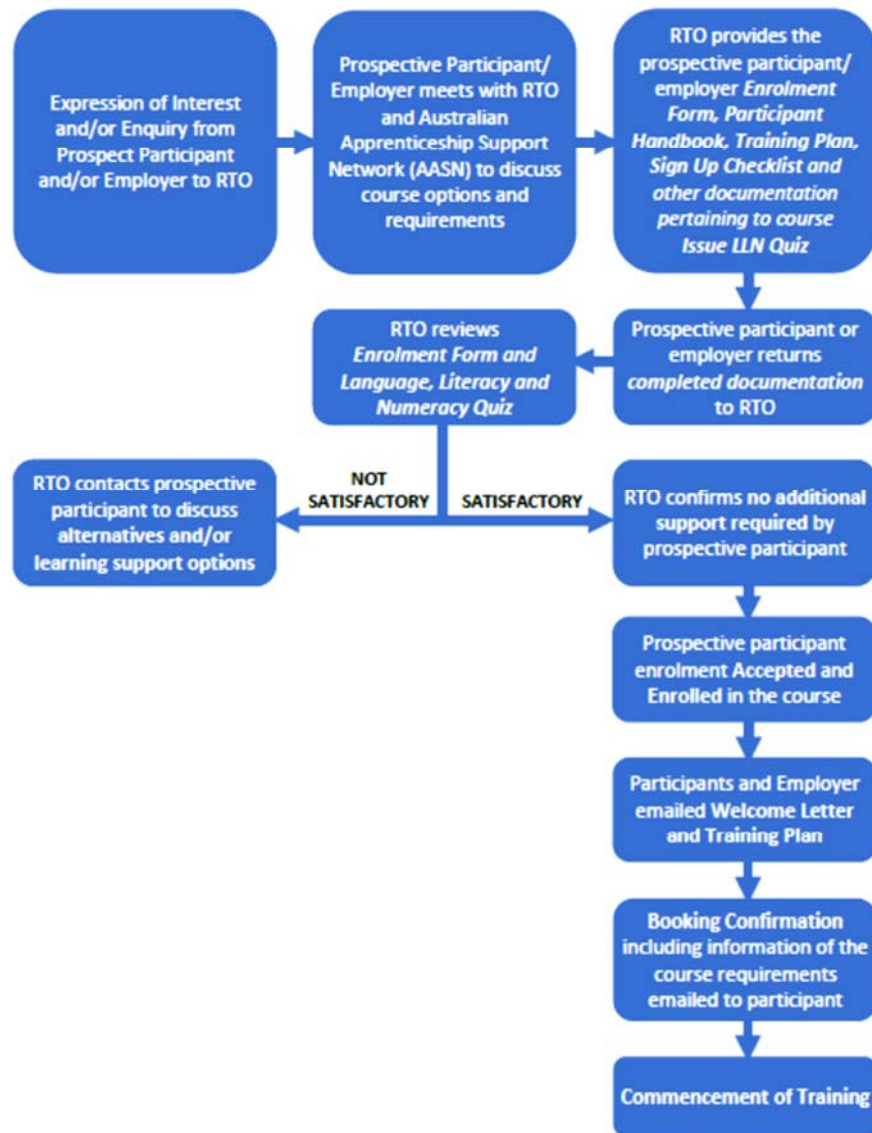 Expression of Interest
and/or Enquiry from
Prospect Participant
and/or Employer to RTO
Prospective Participant/
Employer meets with RTO
and Australian
Apprenticeship Support
Network (AASN) to discuss
course options and
requirements
RTO provides the
prospective participant/
employer Enrolment
Form, Participant
Handbook, Training Plan,
Sign Up Checklist and
other documentation
pertaining to course
Issue LLN Quiz
Prospective participant or
employer returns
completed documentation
to RTO
RTO reviews
Enrolment Form and
Language, Literacy and
Numeracy Quiz
NOT
SATISFACTORY
SATISFACTORY
RTO contacts prospective
participant to discuss
alternatives and/or
learning support options
RTO confirms no additional
support required by
prospective participant
Prospective participant
enrolment Accepted and
Enrolled in the course
Participants and Employer
emailed Welcome Letter
and Training Plan
Booking Confirmation
including information of the
course requirements
emailed to participant
Commencement of Training